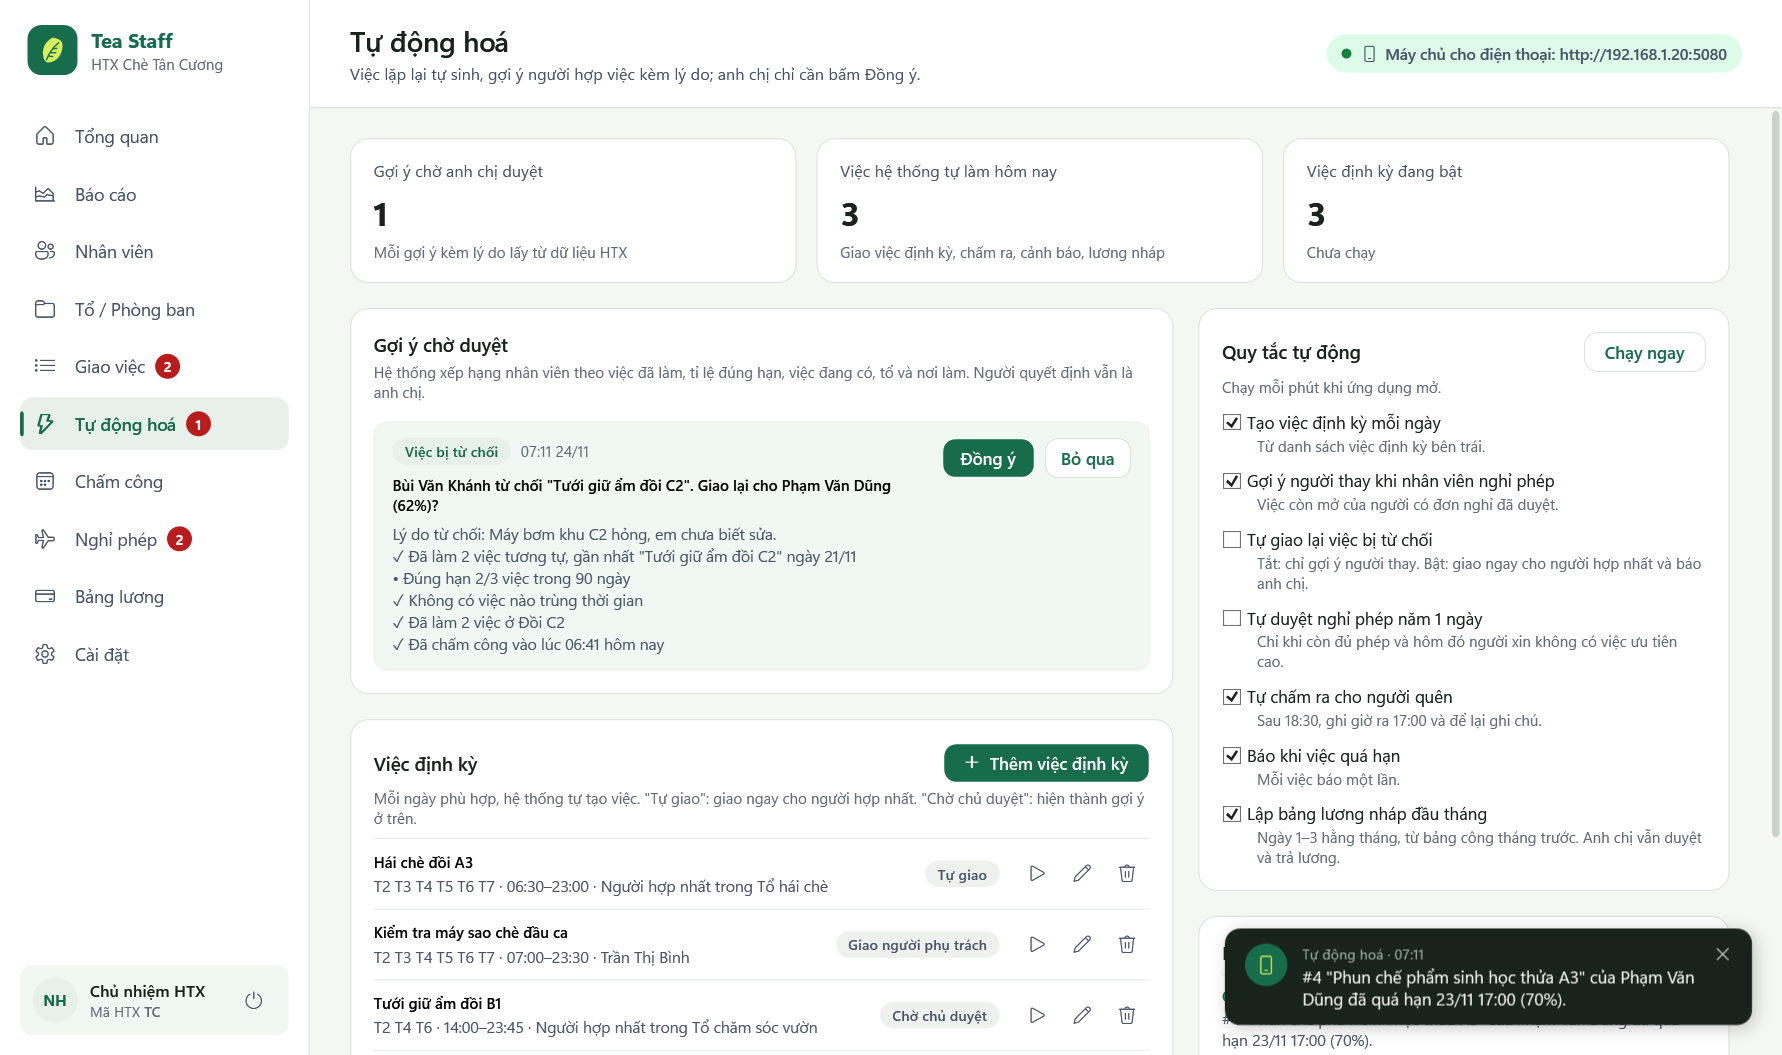 Tea Staff
HTX Chè Tân Cương
Tổng quan
Báo cáo
Nhân viên
Tổ / Phòng ban
Giao việc 2
Tự động hoá 1
Chấm công
Nghỉ phép 2
Bảng lương
Cài đặt
NH
Chủ nhiệm HTX
Mã HTX TC
Tự động hoá
Việc lặp lại tự sinh, gợi ý người hợp việc kèm lý do; anh chị chỉ cần bấm Đồng ý.
Máy chủ cho điện thoại: http://192.168.1.20:5080
Gợi ý chờ anh chị duyệt
1
Mỗi gợi ý kèm lý do lấy từ dữ liệu HTX
Việc hệ thống tự làm hôm nay
3
Giao việc định kỳ, chấm ra, cảnh báo, lương nháp
Việc định kỳ đang bật
3
Chưa chạy
Gợi ý chờ duyệt
Hệ thống xếp hạng nhân viên theo việc đã làm, tỉ lệ đúng hạn, việc đang có, tổ và nơi làm. Người quyết định vẫn là
anh chị.
Việc bị từ chối 07:11 24/11
Đồng ý
Bỏ qua
Bùi Văn Khánh từ chối "Tưới giữ ẩm đồi C2". Giao lại cho Phạm Văn Dũng
(62%)?
Lý do từ chối: Máy bơm khu C2 hỏng, em chưa biết sửa.
✓ Đã làm 2 việc tương tự, gần nhất "Tưới giữ ẩm đồi C2" ngày 21/11
• Đúng hạn 2/3 việc trong 90 ngày
✓ Không có việc nào trùng thời gian
✓ Đã làm 2 việc ở Đồi C2
✓ Đã chấm công vào lúc 06:41 hôm nay
Việc định kỳ
+ Thêm việc định kỳ
Mỗi ngày phù hợp, hệ thống tự tạo việc. "Tự giao": giao ngay cho người hợp nhất. "Chờ chủ duyệt": hiện thành gợi ý
ở trên.
Hái chè đồi A3
T2 T3 T4 T5 T6 T7 · 06:30–23:00 · Người hợp nhất trong Tổ hái chè
Tự giao
Kiểm tra máy sao chè đầu ca
T2 T3 T4 T5 T6 T7 · 07:00–23:30 · Trần Thị Bình
Giao người phụ trách
Tưới giữ ẩm đồi B1
T2 T4 T6 · 14:00–23:45 · Người hợp nhất trong Tổ chăm sóc vườn
Chờ chủ duyệt
Quy tắc tự động
Chạy ngay
Chạy mỗi phút khi ứng dụng mở.
Tạo việc định kỳ mỗi ngày
Từ danh sách việc định kỳ bên trái.
Gợi ý người thay khi nhân viên nghỉ phép
Việc còn mở của người có đơn nghỉ đã duyệt.
Tự giao lại việc bị từ chối
Tắt: chỉ gợi ý người thay. Bật: giao ngay cho người hợp nhất và báo
anh chị.
Tự duyệt nghỉ phép năm 1 ngày
Chỉ khi còn đủ phép và hôm đó người xin không có việc ưu tiên
cao.
Tự chấm ra cho người quên
Sau 18:30, ghi giờ ra 17:00 và để lại ghi chú.
Báo khi việc quá hạn
Mỗi việc báo một lần.
Lập bảng lương nháp đầu tháng
Ngày 1–3 hằng tháng, từ bảng công tháng trước. Anh chị vẫn duyệt
và trả lương.
Tự động hoá · 07:11
#4 "Phun chế phẩm sinh học thửa A3" của Phạm Văn
Dũng đã quá hạn 23/11 17:00 (70%).
hạn 23/11 17:00 (70%).